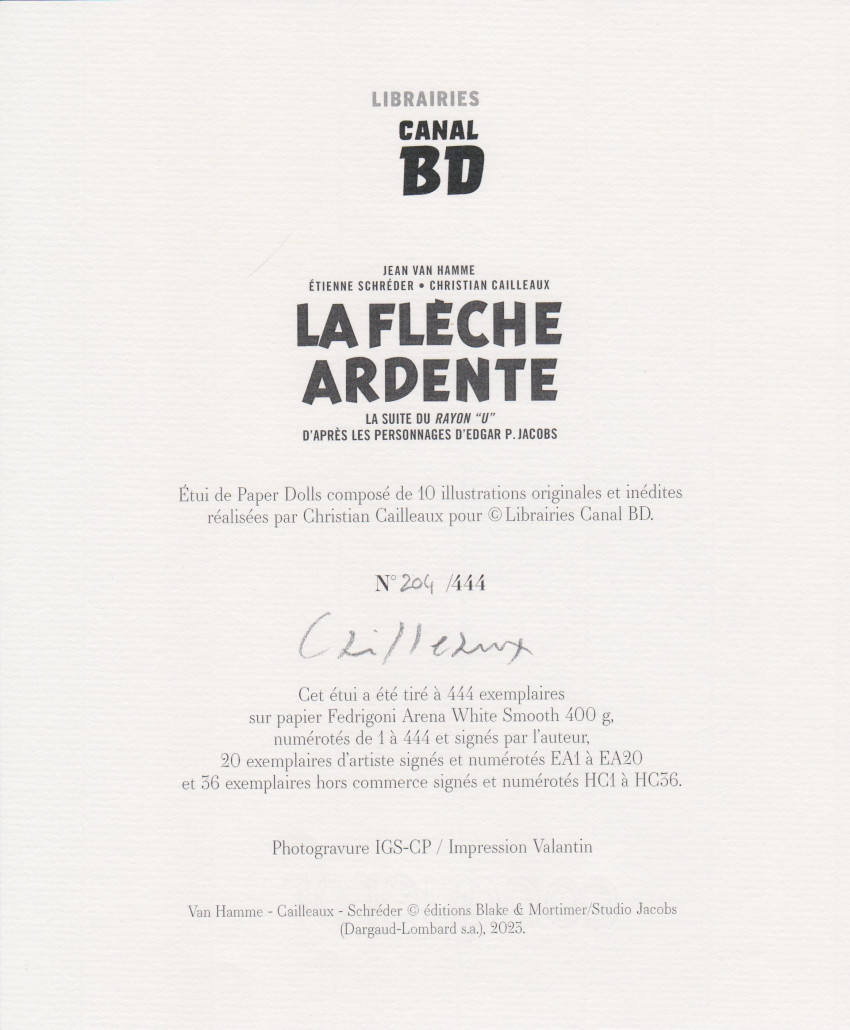 LIBRAIRIES
CANAL
BD
JEAN VAN HAMME
ÉTIENNE SCHRÉDER • CHRISTIAN CAILLEAUX
LA FLÈCHE
ARDENTE
LA SUITE DU RAYON "U"
D'APRÈS LES PERSONNAGES D'EDGAR P. JACOBS
Étui de Paper Dolls composé de 10 illustrations originales et inédites
réalisées par Christian Cailleaux pour © Librairies Canal BD.
N° 204 /444
Cailleaux
Cet étui a été tiré à 444 exemplaires
sur papier Fedrigoni Arena White Smooth 400 g,
numérotés de 1 à 444 et signés par l'auteur,
20 exemplaires d'artiste signés et numérotés EA1 à EA20
et 36 exemplaires hors commerce signés et numérotés HC1 à HC36.
Photogravure IGS-CP / Impression Valantin
Van Hamme - Cailleaux - Schréder © éditions Blake & Mortimer/Studio Jacobs
(Dargaud-Lombard s.a.), 2023.